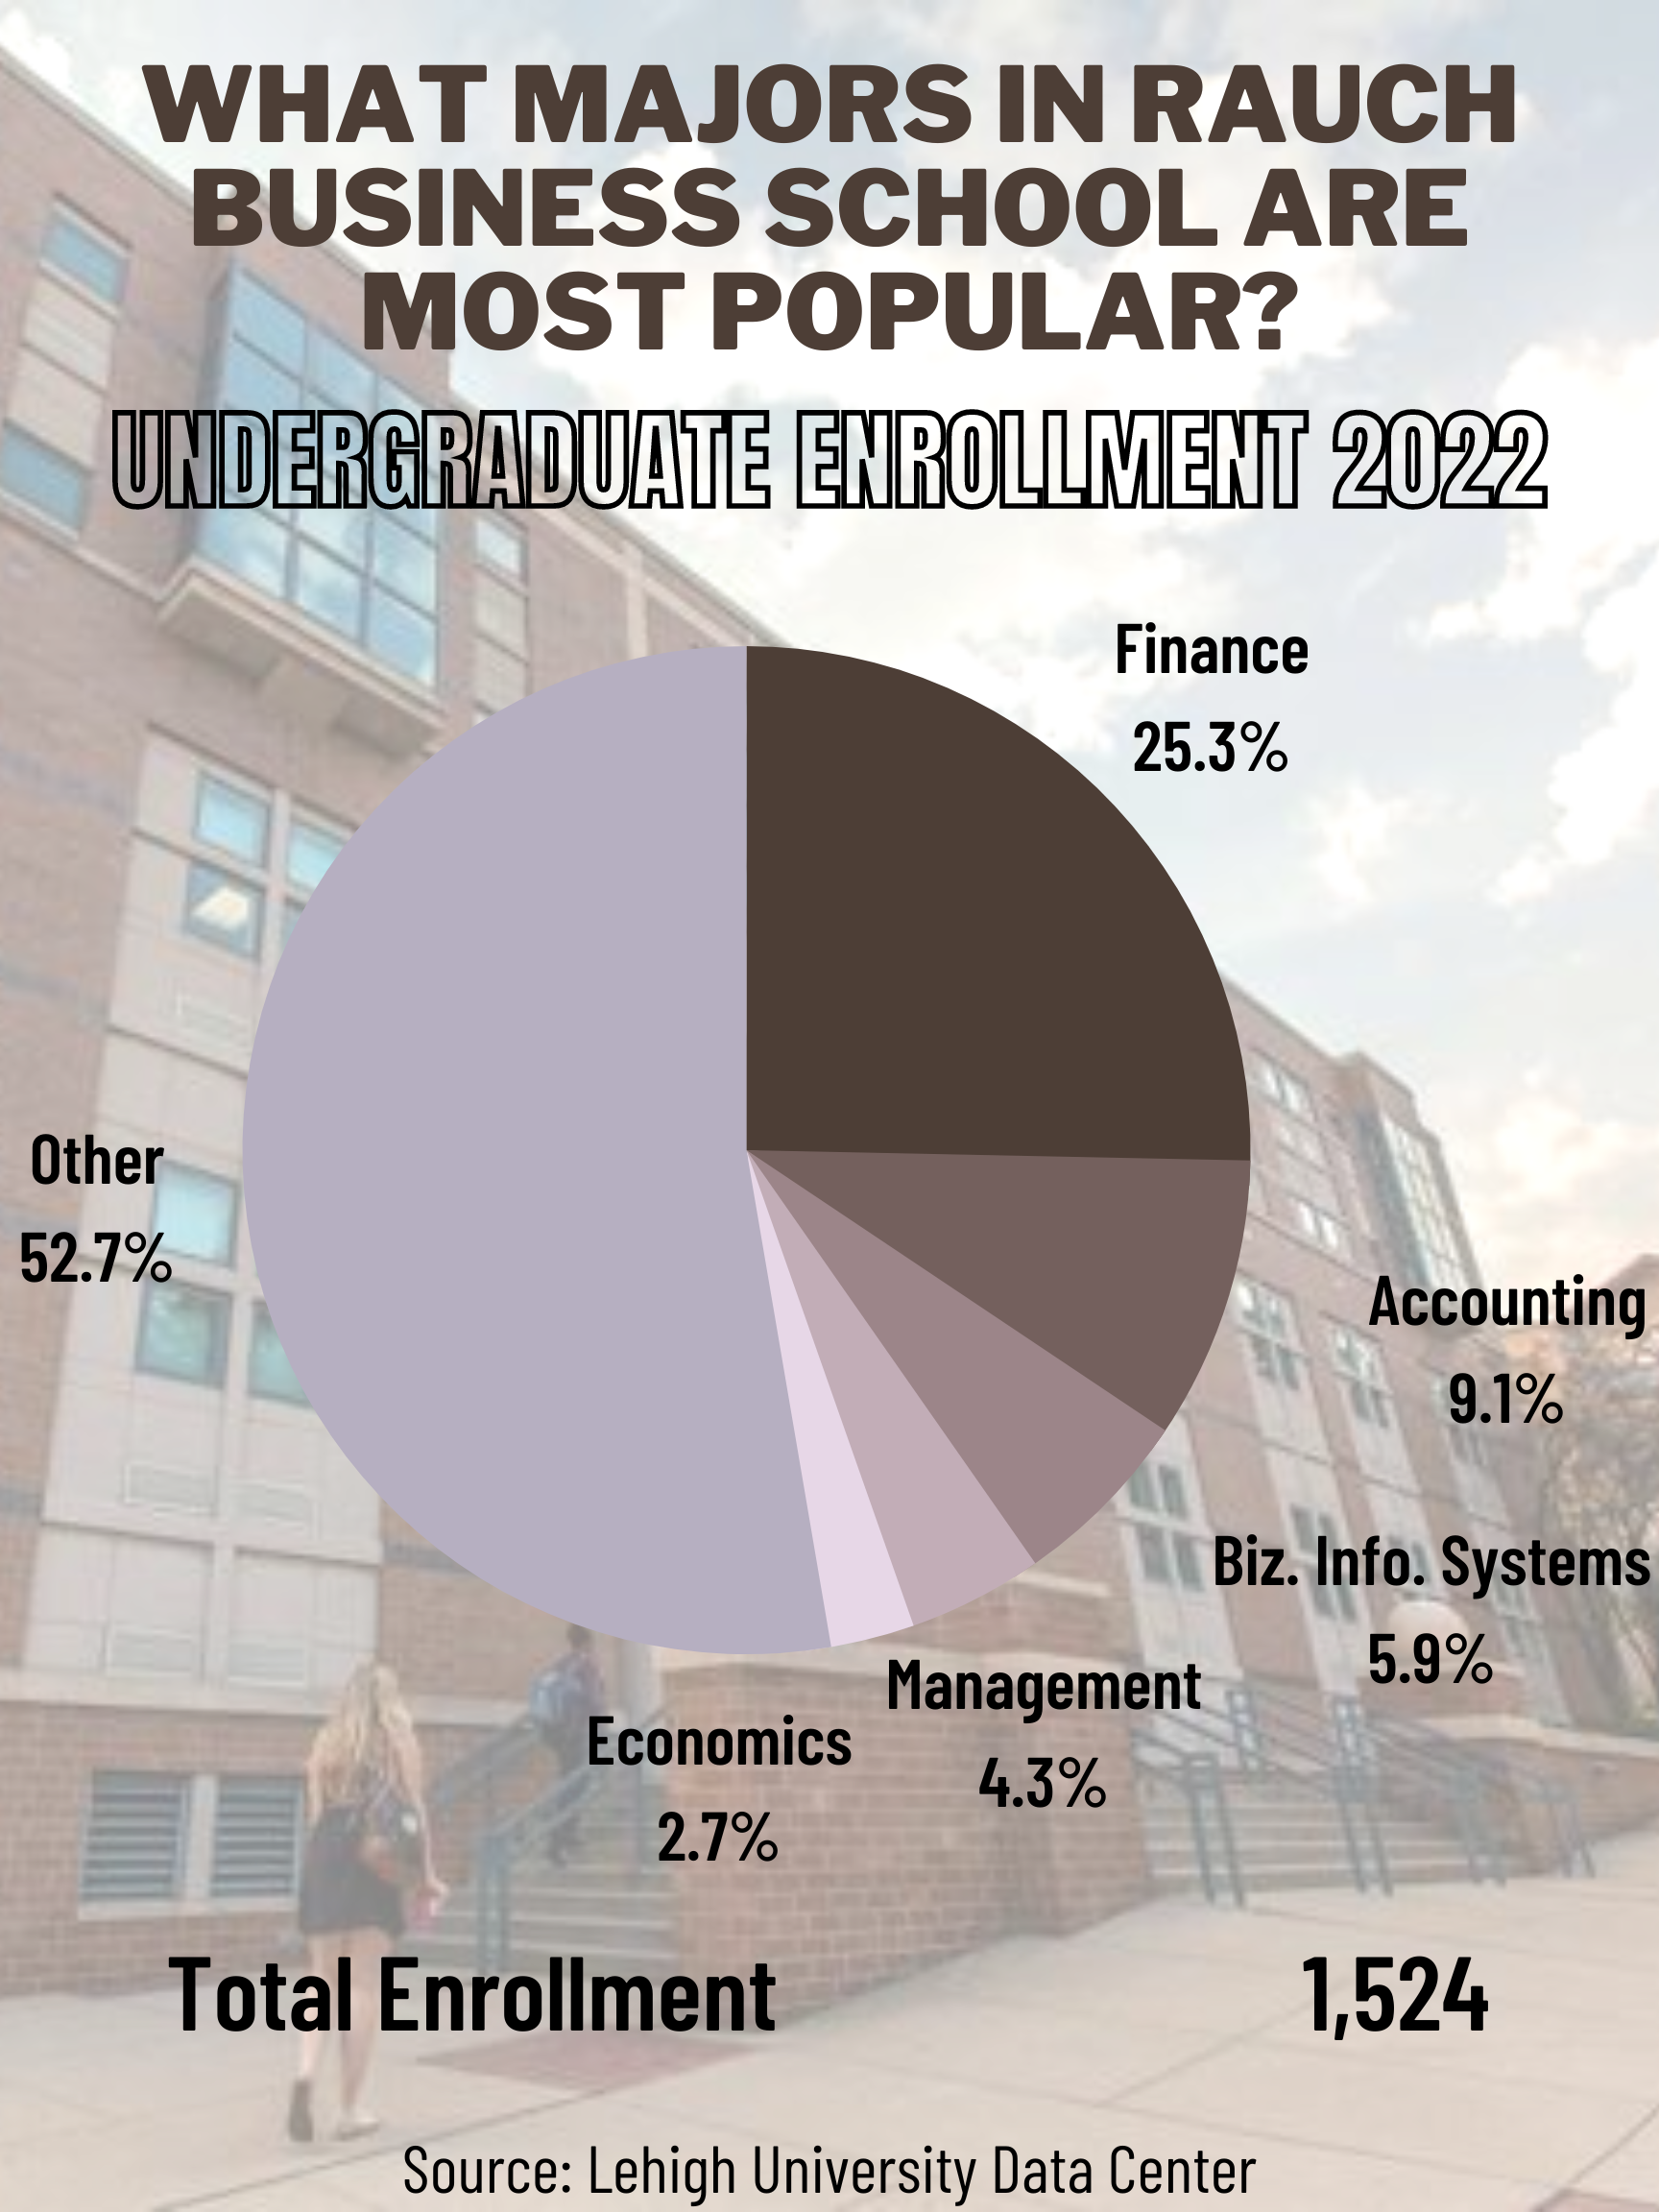 WHAT MAJORS IN RAUCH
BUSINESS SCHOOL ARE
MOST POPULAR?
UNDERGRADUATE ENROLLMENT 2022
Finance
25.3%
Other
52.7%
Accounting
9.1%
Biz. Info. Systems
5.9%
Management
4.3%
Economics
2.7%
Total Enrollment 1,524
Source: Lehigh University Data Center